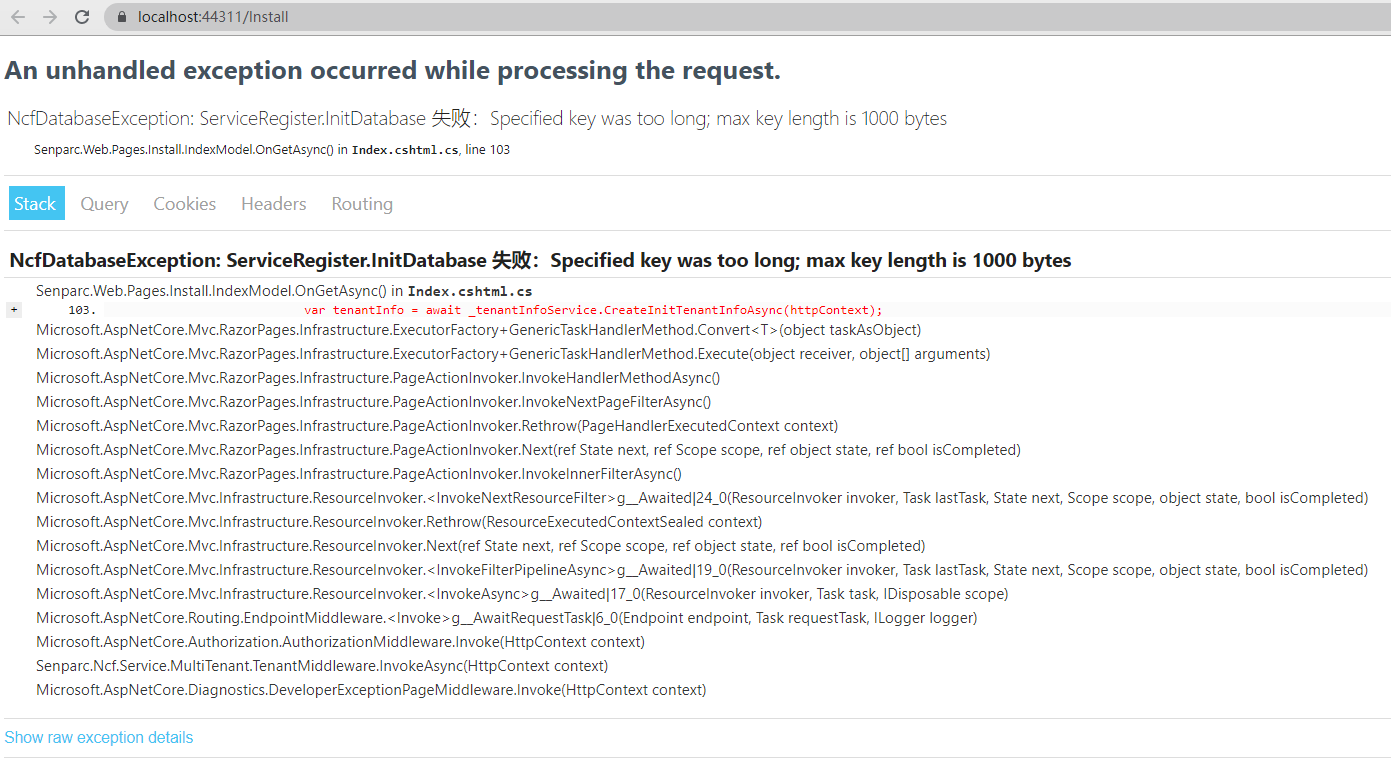 localhost:44311/Install
An unhandled exception occurred while processing the request.
NcfDatabaseException: ServiceRegister.InitDatabase 失败：Specified key was too long; max key length is 1000 bytes
Senparc.Web.Pages.Install.IndexModel.OnGetAsync() in Index.cshtml.cs, line 103
Stack Query Cookies Headers Routing
NcfDatabaseException: ServiceRegister.InitDatabase 失败：Specified key was too long; max key length is 1000 bytes
Senparc.Web.Pages.Install.IndexModel.OnGetAsync() in Index.cshtml.cs
+ 103. var tenantInfo = await _tenantInfoService.CreateInitTenantInfoAsync(httpContext);
Microsoft.AspNetCore.Mvc.RazorPages.Infrastructure.ExecutorFactory+GenericTaskHandlerMethod.Convert<T>(object taskAsObject)
Microsoft.AspNetCore.Mvc.RazorPages.Infrastructure.ExecutorFactory+GenericTaskHandlerMethod.Execute(object receiver, object[] arguments)
Microsoft.AspNetCore.Mvc.RazorPages.Infrastructure.PageActionInvoker.InvokeHandlerMethodAsync()
Microsoft.AspNetCore.Mvc.RazorPages.Infrastructure.PageActionInvoker.InvokeNextPageFilterAsync()
Microsoft.AspNetCore.Mvc.RazorPages.Infrastructure.PageActionInvoker.Rethrow(PageHandlerExecutedContext context)
Microsoft.AspNetCore.Mvc.RazorPages.Infrastructure.PageActionInvoker.Next(ref State next, ref Scope scope, ref object state, ref bool isCompleted)
Microsoft.AspNetCore.Mvc.RazorPages.Infrastructure.PageActionInvoker.InvokeInnerFilterAsync()
Microsoft.AspNetCore.Mvc.Infrastructure.ResourceInvoker.<InvokeNextResourceFilter>g__Awaited|24_0(ResourceInvoker invoker, Task lastTask, State next, Scope scope, object state, bool isCompleted)
Microsoft.AspNetCore.Mvc.Infrastructure.ResourceInvoker.Rethrow(ResourceExecutedContextSealed context)
Microsoft.AspNetCore.Mvc.Infrastructure.ResourceInvoker.Next(ref State next, ref Scope scope, ref object state, ref bool isCompleted)
Microsoft.AspNetCore.Mvc.Infrastructure.ResourceInvoker.<InvokeFilterPipelineAsync>g__Awaited|19_0(ResourceInvoker invoker, Task lastTask, State next, Scope scope, object state, bool isCompleted)
Microsoft.AspNetCore.Mvc.Infrastructure.ResourceInvoker.<InvokeAsync>g__Awaited|17_0(ResourceInvoker invoker, Task task, IDisposable scope)
Microsoft.AspNetCore.Routing.EndpointMiddleware.<Invoke>g__AwaitRequestTask|6_0(Endpoint endpoint, Task requestTask, ILogger logger)
Microsoft.AspNetCore.Authorization.AuthorizationMiddleware.Invoke(HttpContext context)
Senparc.Ncf.Service.MultiTenant.TenantMiddleware.InvokeAsync(HttpContext context)
Microsoft.AspNetCore.Diagnostics.DeveloperExceptionPageMiddleware.Invoke(HttpContext context)
Show raw exception details